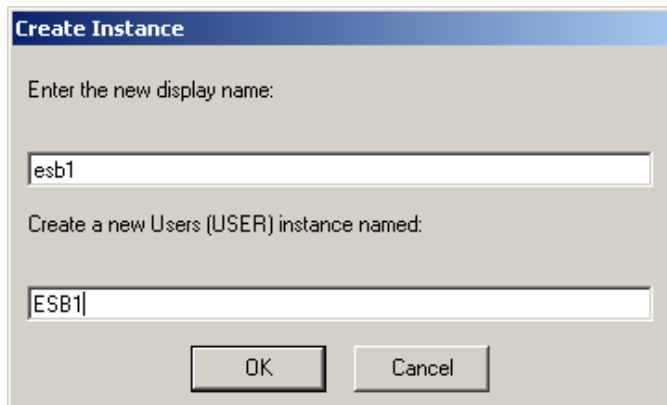 Create Instance
Enter the new display name:
esb1
Create a new Users (USER) instance named:
ESB1
OK Cancel